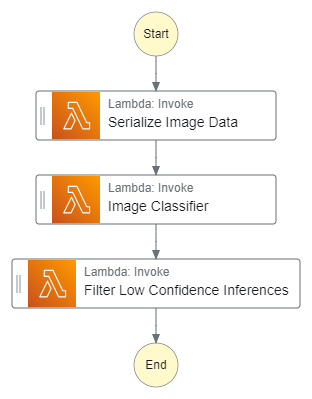 Start
Lambda: Invoke
Serialize Image Data
Lambda: Invoke
Image Classifier
Lambda: Invoke
Filter Low Confidence Inferences
End